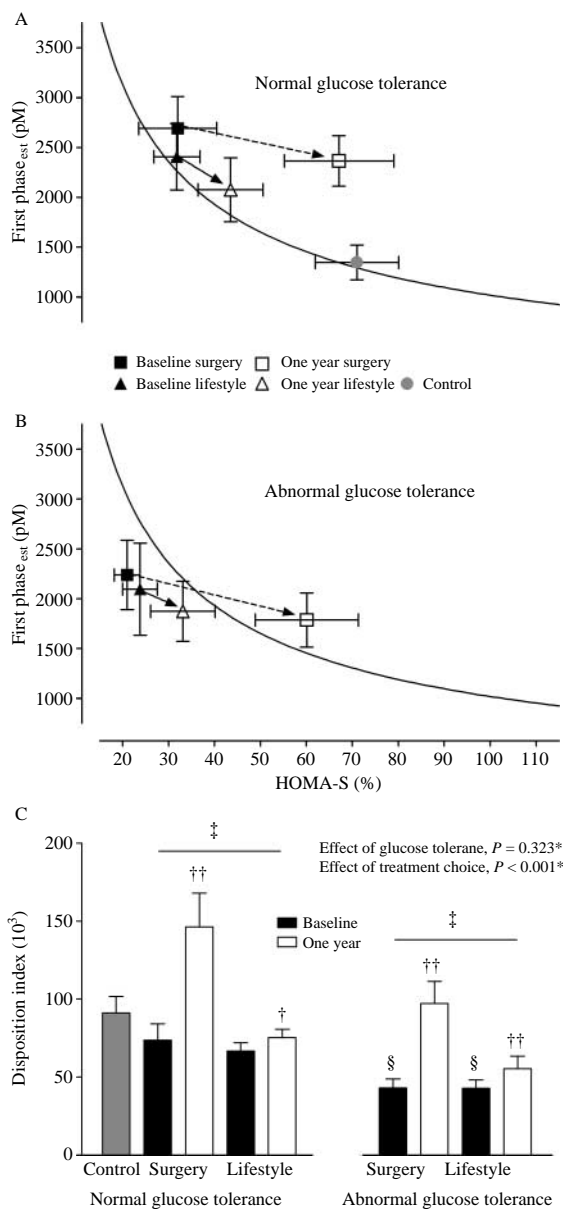 A
3500
3000
2500
2000
1500
1000
First phase est (pM)
Normal glucose tolerance
Baseline surgery
One year surgery
Baseline lifestyle
One year lifestyle
Control
B
3500
3000
2500
2000
1500
1000
First phase est (pM)
Abnormal glucose tolerance
20 30 40 50 60 70 80 90 100 110
HOMA-S (%)
C
200
150
100
50
0
Disposition index (10³)
‡
Effect of glucose tolerane, P = 0.323*
Effect of treatment choice, P < 0.001*
††
Baseline
One year
‡
†
††
§
§
††
Control Surgery Lifestyle
Surgery Lifestyle
Normal glucose tolerance
Abnormal glucose tolerance